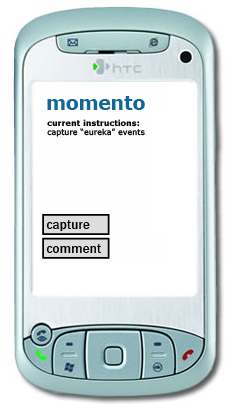 htc
momento
current instructions:
capture “eureka” events
capture
comment